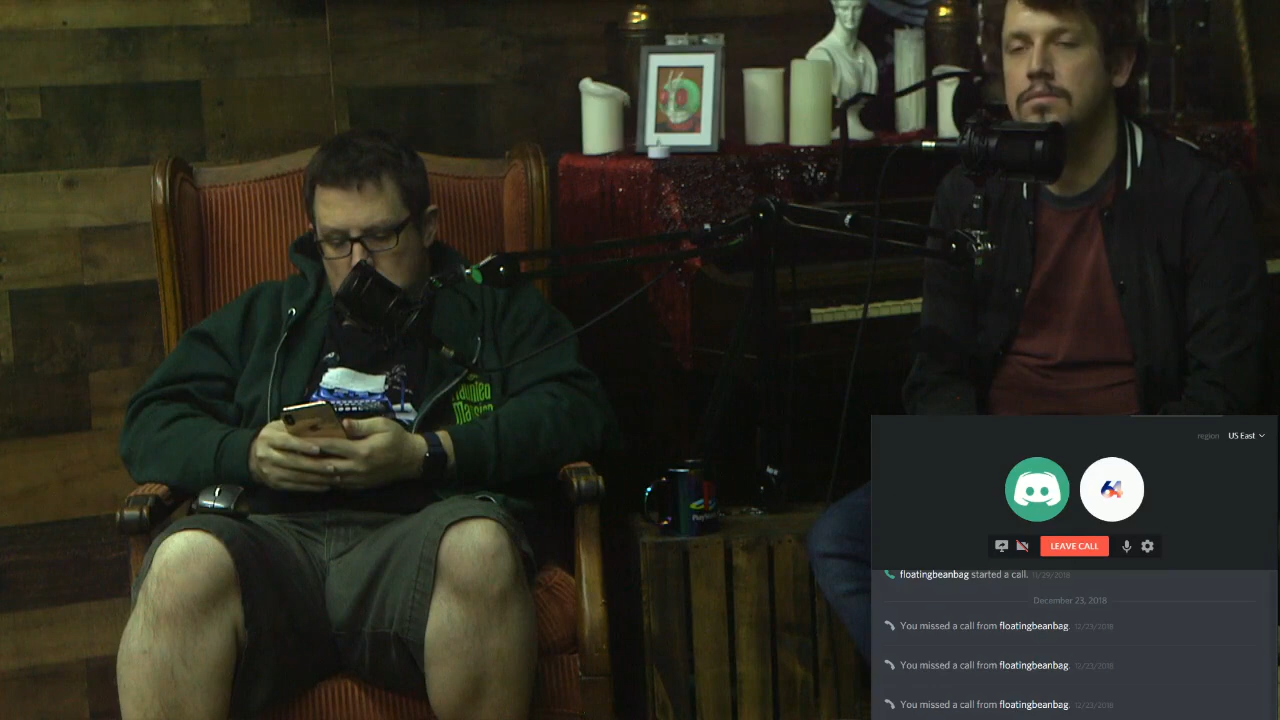 Haunted
Mansion
PlayStation
region US East
64
LEAVE CALL
floatingbeanbag started a call. 11/29/2018
December 23, 2018
You missed a call from floatingbeanbag. 12/23/2018
You missed a call from floatingbeanbag. 12/23/2018
You missed a call from floatingbeanbag. 12/23/2018